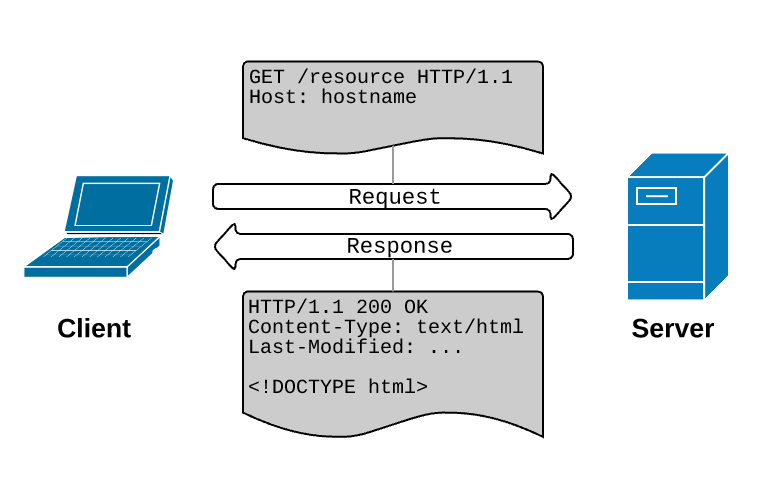 GET /resource HTTP/1.1
Host: hostname
Request
Response
HTTP/1.1 200 OK
Content-Type: text/html
Last-Modified: ...
<!DOCTYPE html>
Client
Server